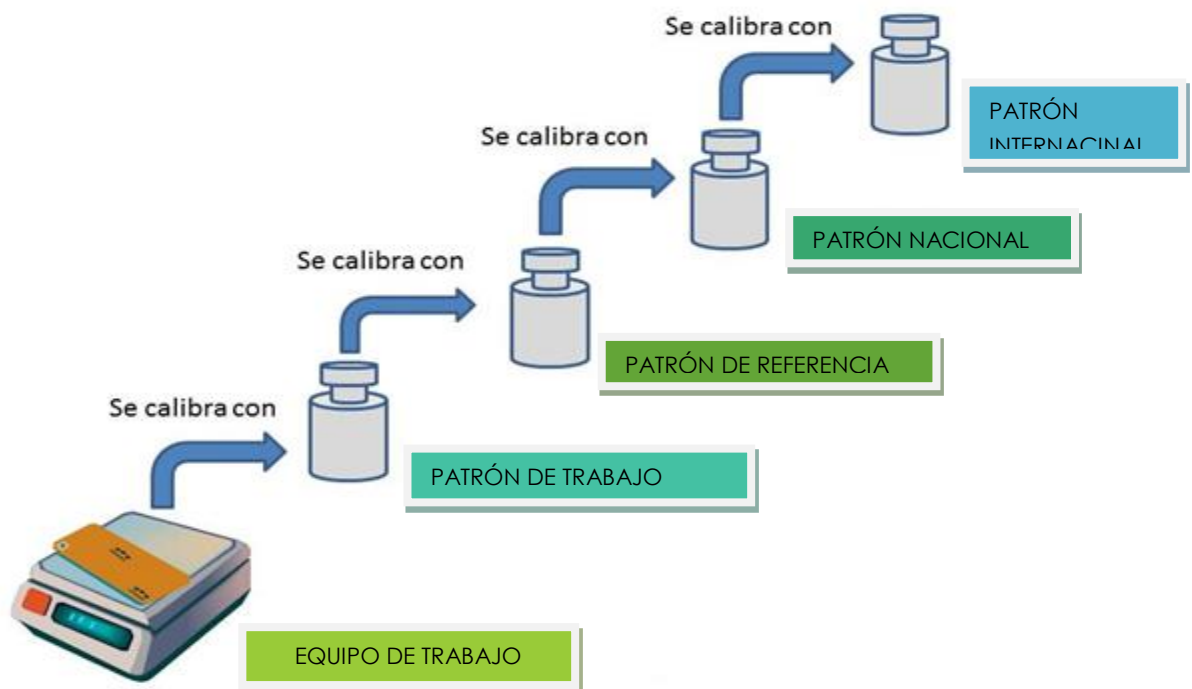 Se calibra con
PATRÓN
INTERNACINAL
Se calibra con
PATRÓN NACIONAL
Se calibra con
PATRÓN DE REFERENCIA
Se calibra con
PATRÓN DE TRABAJO
EQUIPO DE TRABAJO